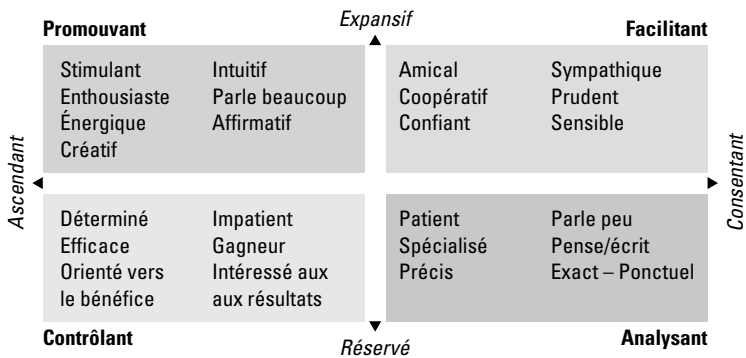 Expansif
Promouvant
Facilitant
Stimulant
Enthousiaste
Énergique
Créatif
Intuitif
Parle beaucoup
Affirmatif
Amical
Coopératif
Confiant
Sympathique
Prudent
Sensible
Ascendant
Consentant
Déterminé
Efficace
Orienté vers
le bénéfice
Impatient
Gagneur
Intéressé aux
aux résultats
Patient
Spécialisé
Précis
Parle peu
Pense/écrit
Exact – Ponctuel
Contrôlant
Réservé
Analysant